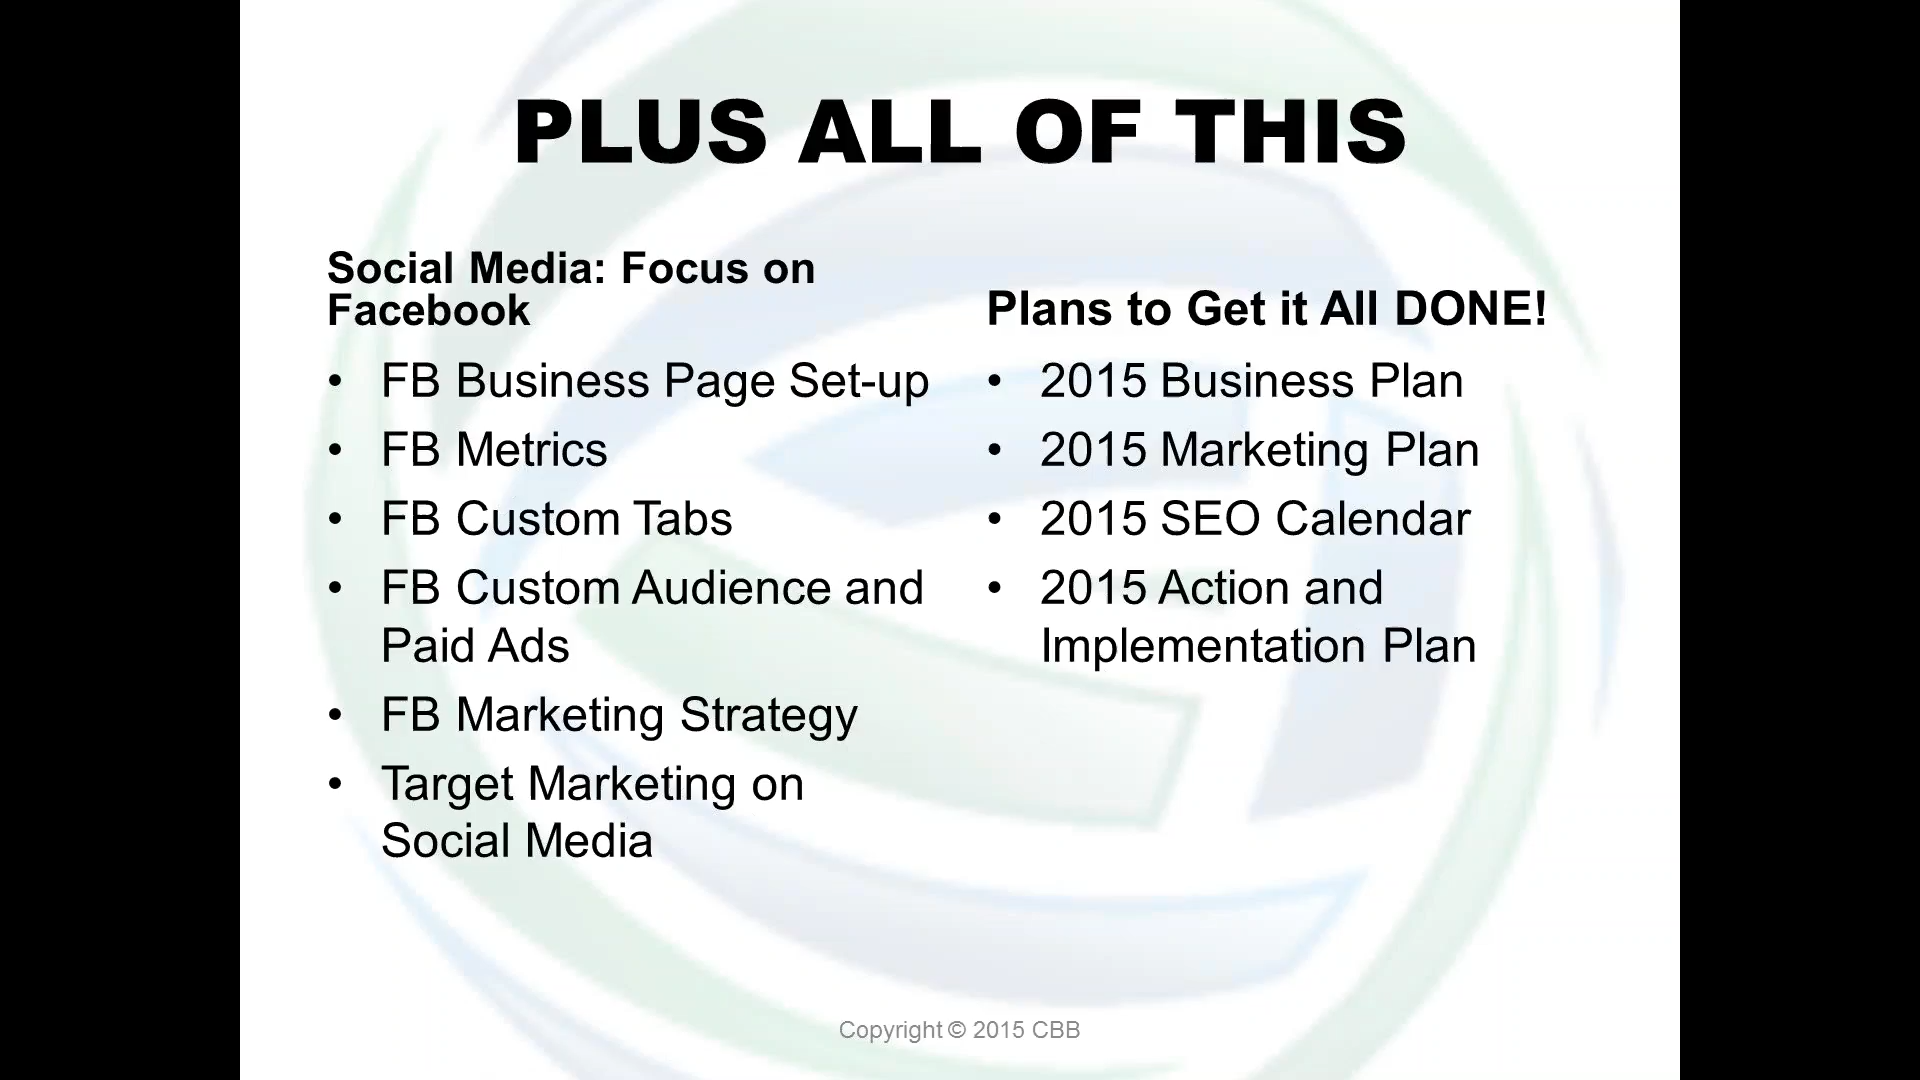 PLUS ALL OF THIS
Social Media: Focus on
Facebook
• FB Business Page Set-up
• FB Metrics
• FB Custom Tabs
• FB Custom Audience and
Paid Ads
• FB Marketing Strategy
• Target Marketing on
Social Media
Plans to Get it All DONE!
• 2015 Business Plan
• 2015 Marketing Plan
• 2015 SEO Calendar
• 2015 Action and
Implementation Plan
Copyright © 2015 CBB